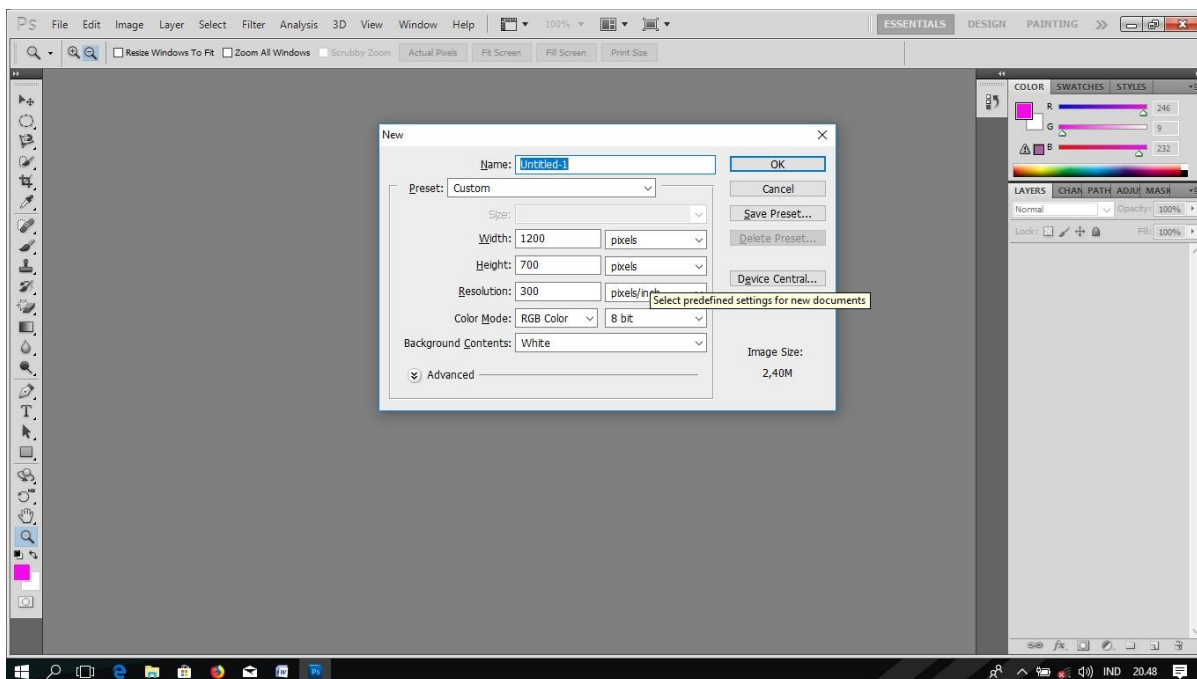 Ps File Edit Image Layer Select Filter Analysis 3D View Window Help 100% ESSENTIALS DESIGN PAINTING
Resize Windows To Fit Zoom All Windows Scrubby Zoom Actual Pixels Fit Screen Fill Screen Print Size
COLOR SWATCHES STYLES
R 246
G 9
B 232
LAYERS CHAN PATH ADJU MASK
Normal Opacity: 100%
Lock: Fill: 100%
New
Name: Untitled-1 OK
Preset: Custom Cancel
Size: Save Preset...
Width: 1200 pixels Delete Preset...
Height: 700 pixels
Device Central...
Resolution: 300 pixels/inch
Select predefined settings for new documents
Color Mode: RGB Color 8 bit
Background Contents: White
Image Size:
Advanced 2,40M
T
fx
W Ps IND 20.48